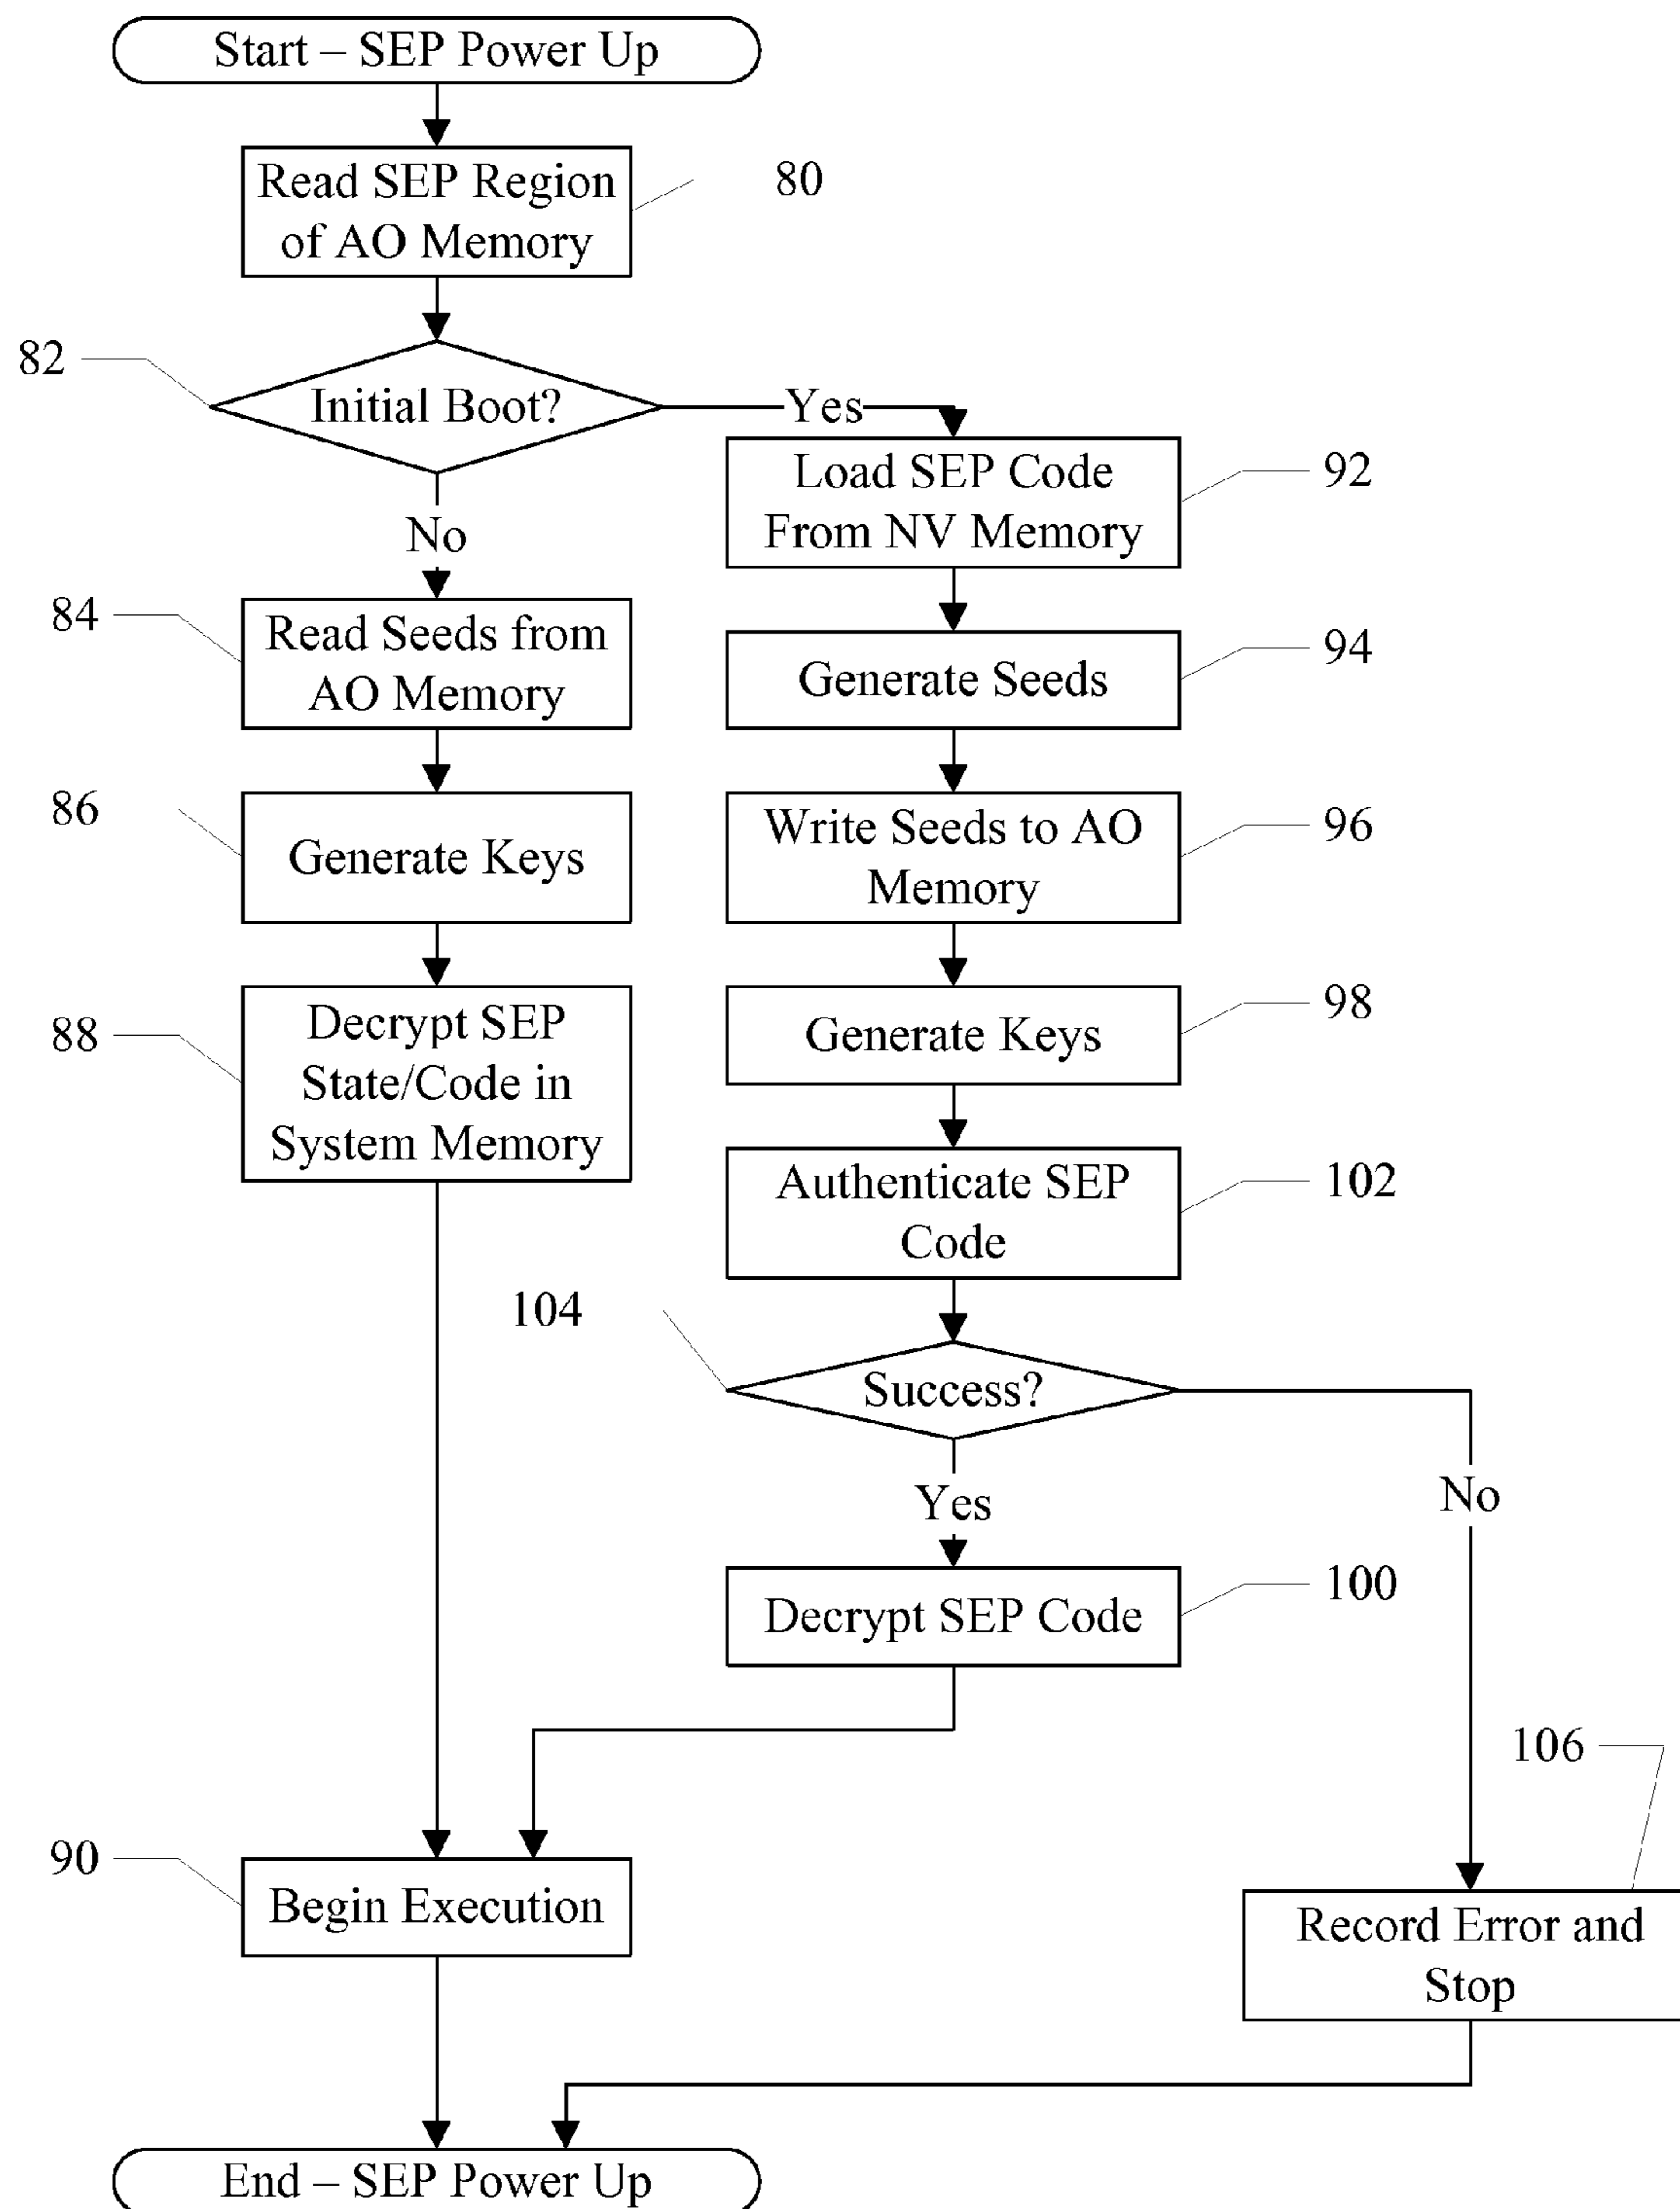 Start – SEP Power Up
Read SEP Region
of AO Memory
80
82
Initial Boot?
Yes
No
Load SEP Code
From NV Memory
92
84
Read Seeds from
AO Memory
Generate Seeds
94
86
Generate Keys
Write Seeds to AO
Memory
96
88
Decrypt SEP
State/Code in
System Memory
Generate Keys
98
Authenticate SEP
Code
102
104
Success?
Yes
No
Decrypt SEP Code
100
106
90
Begin Execution
Record Error and
Stop
End – SEP Power Up